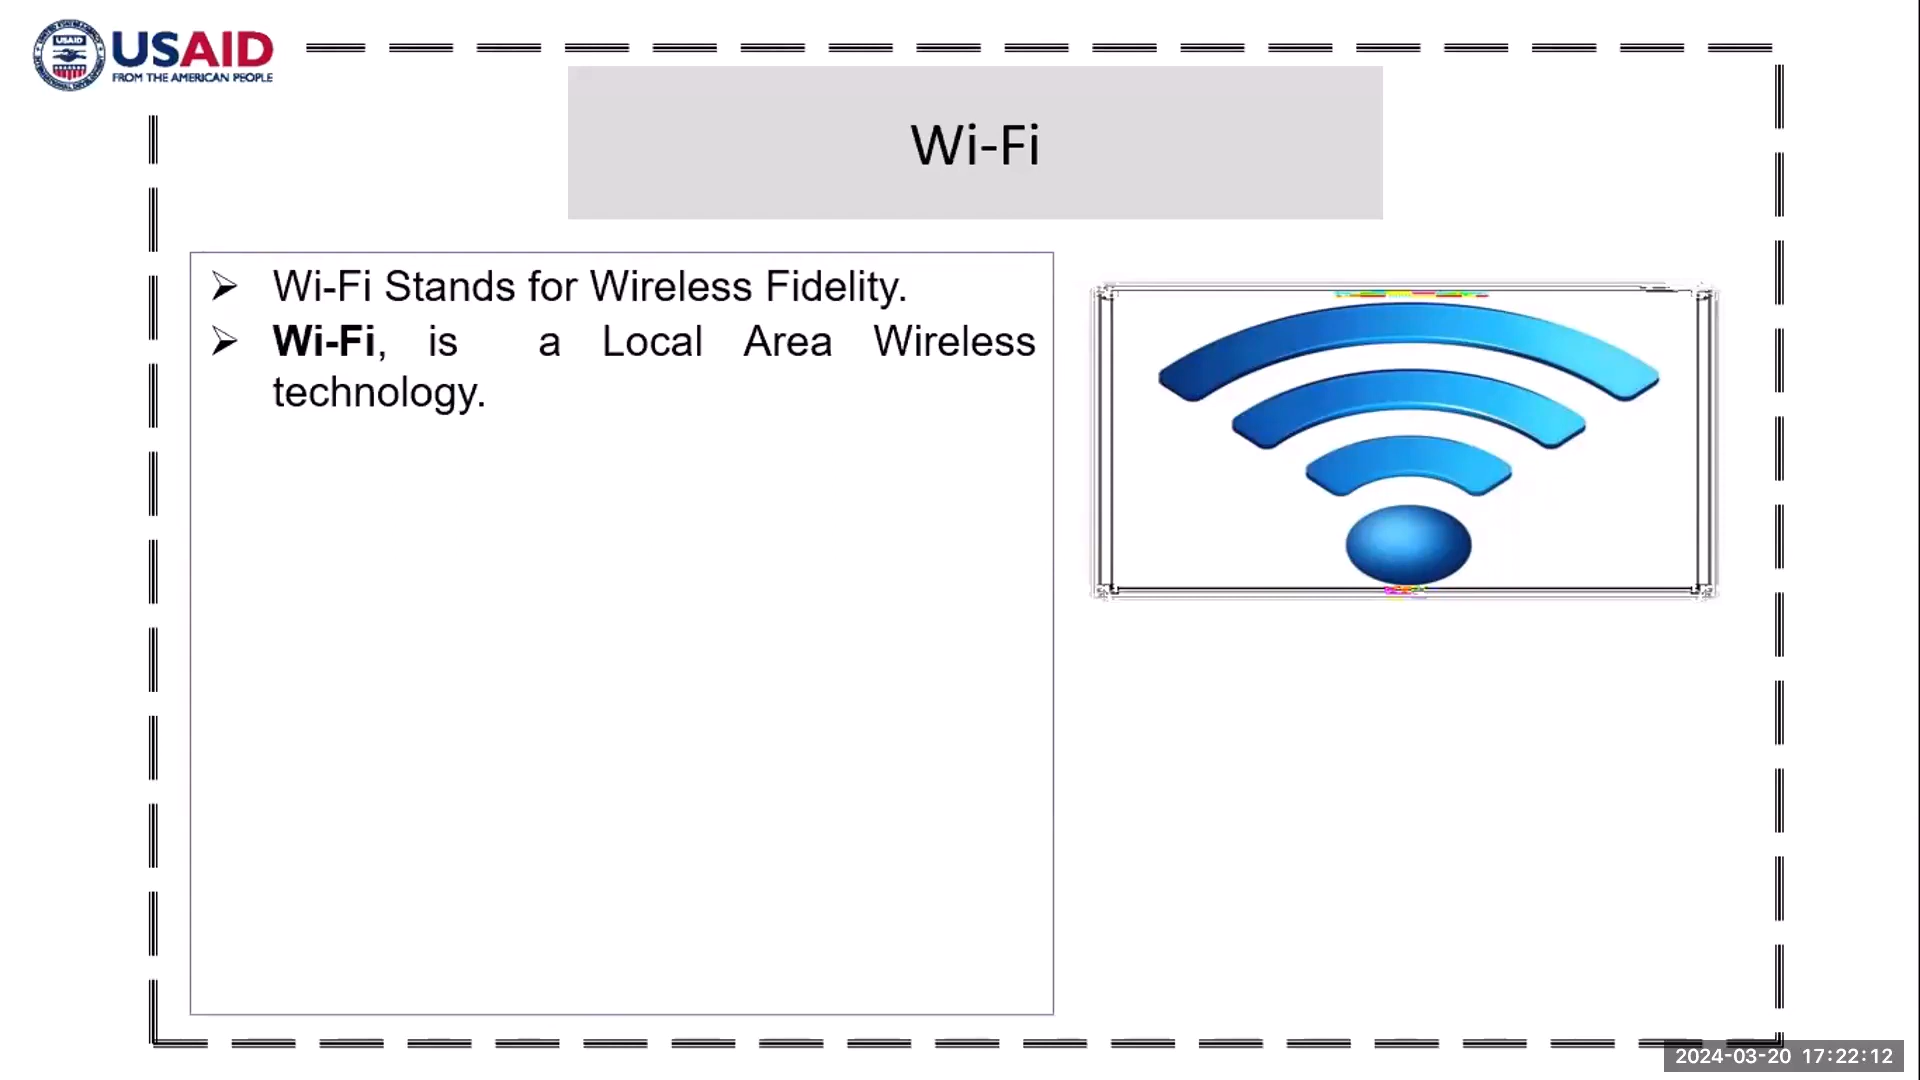 USAID
FROM THE AMERICAN PEOPLE
Wi-Fi
➢ Wi-Fi Stands for Wireless Fidelity.
➢ Wi-Fi, is a Local Area Wireless
technology.
2024-03-20 17:22:12